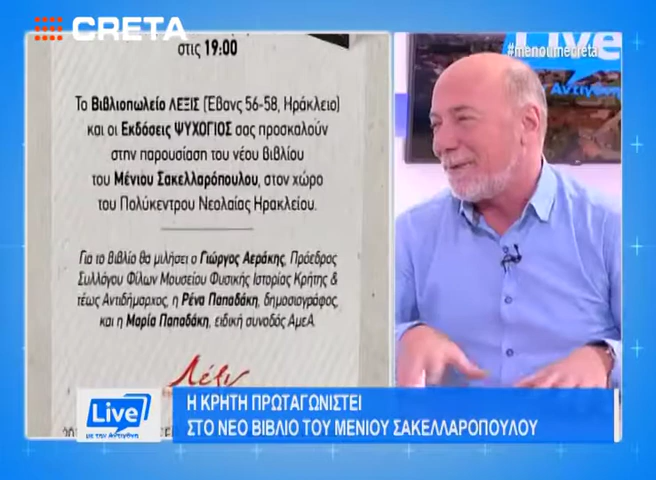 CRETA
στις 19:00
Το Βιβλιοπωλείο ΛΕΞΙΣ (Έβανς 56-58, Ηράκλειο)
και οι Εκδόσεις ΨΥΧΟΓΙΟΣ σας προσκαλούν
στην παρουσίαση του νέου βιβλίου
του Μένιου Σακελλαρόπουλου, στον χώρο
του Πολύκεντρου Νεολαίας Ηρακλείου.
Για το βιβλίο θα μιλήσει ο Γιώργος Αεράκης, Πρόεδρος
Συλλόγου Φίλων Μουσείου Φυσικής Ιστορίας Κρήτης &
τέως Αντιδήμαρχος, η Ρένα Παπαδάκη, δημοσιογράφος,
και η Μαρία Παπαδάκη, ειδική συνοδός ΑμεΑ.
Λέξις
Live
#menoumecreta
Αντιγόνη
Live
με την Αντιγόνη
Η ΚΡΗΤΗ ΠΡΩΤΑΓΩΝΙΣΤΕΙ
ΣΤΟ ΝΕΟ ΒΙΒΛΙΟ ΤΟΥ ΜΕΝΙΟΥ ΣΑΚΕΛΛΑΡΟΠΟΥΛΟΥ